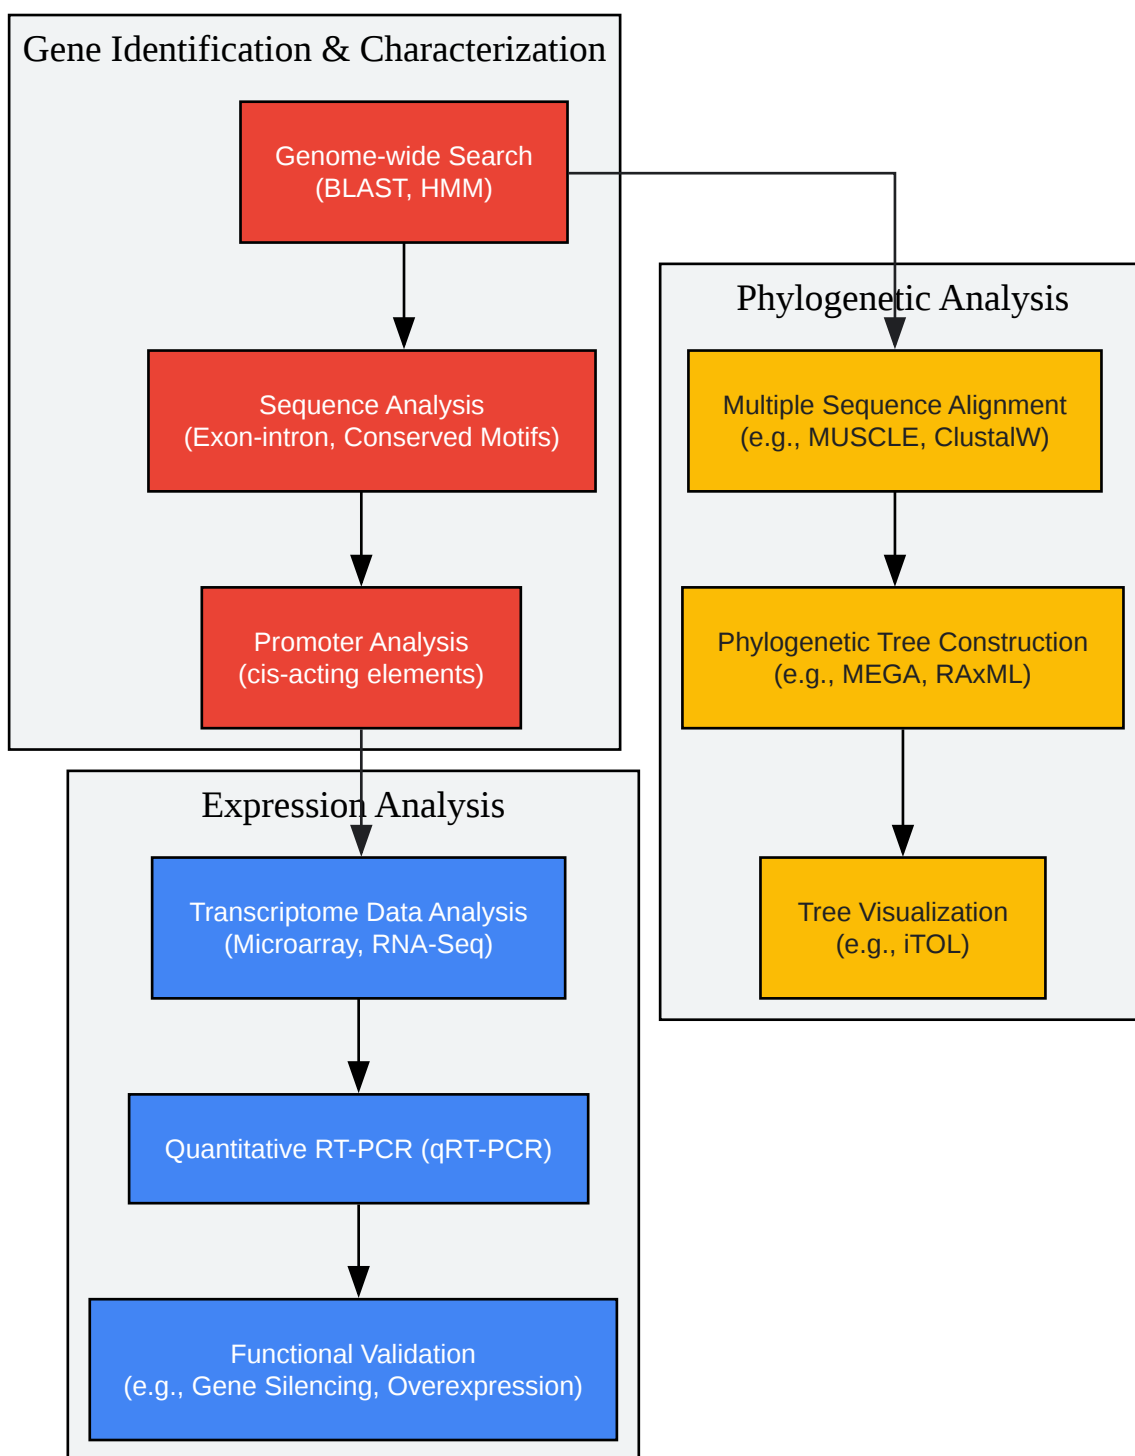 Gene Identification & Characterization
Genome-wide Search
(BLAST, HMM)
Sequence Analysis
(Exon-intron, Conserved Motifs)
Promoter Analysis
(cis-acting elements)
Phylogenetic Analysis
Multiple Sequence Alignment
(e.g., MUSCLE, ClustalW)
Phylogenetic Tree Construction
(e.g., MEGA, RAxML)
Tree Visualization
(e.g., iTOL)
Expression Analysis
Transcriptome Data Analysis
(Microarray, RNA-Seq)
Quantitative RT-PCR (qRT-PCR)
Functional Validation
(e.g., Gene Silencing, Overexpression)